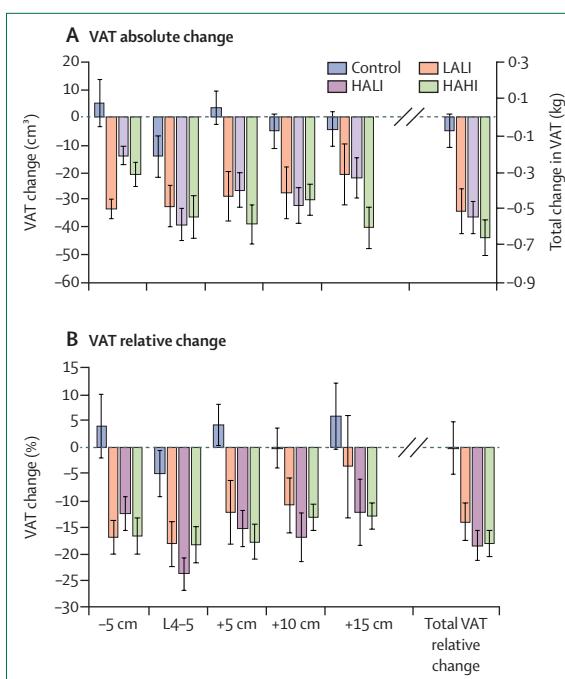 A VAT absolute change
20
10
0
−10
−20
−30
−40
−50
−60
VAT change (cm³)
Control
LALI
HALI
HAHI
0·3
0·1
−0·1
−0·3
−0·5
−0·7
−0·9
Total change in VAT (kg)
B VAT relative change
15
10
5
0
−5
−10
−15
−20
−25
−30
VAT change (%)
−5 cm
L4–5
+5 cm
+10 cm
+15 cm
Total VAT
relative
change